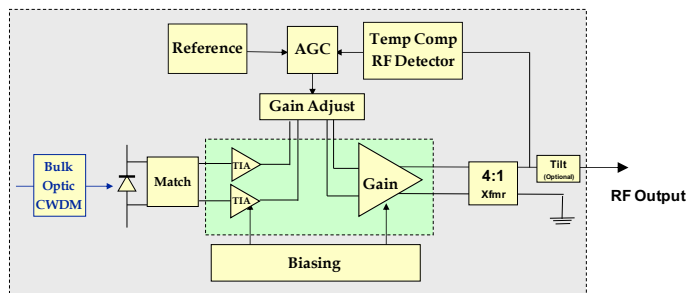 Reference
AGC
Temp Comp
RF Detector
Gain Adjust
Bulk
Optic
CWDM
Match
TIA
TIA
Gain
4:1
Xfmr
Tilt
(Optional)
RF Output
Biasing